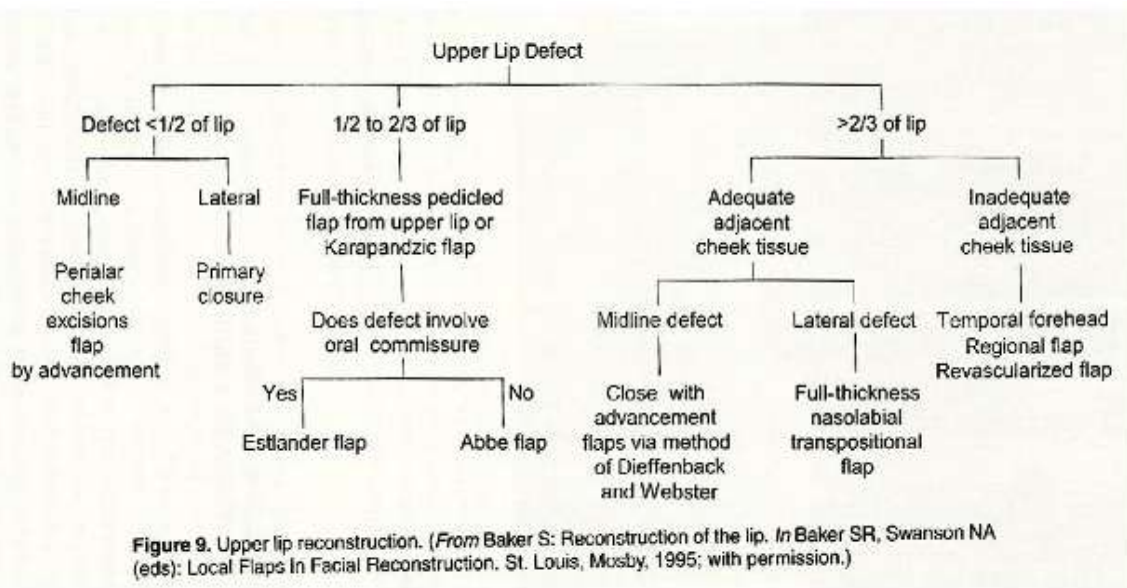 Upper Lip Defect
Defect <1/2 of lip
1/2 to 2/3 of lip
>2/3 of lip
Midline
Lateral
Full-thickness pedicled
flap from upper lip or
Karapandzic flap
Adequate
adjacent
cheek tissue
Inadequate
adjacent
cheek tissue
Perialar
cheek
excisions
flap
by advancement
Primary
closure
Does defect involve
oral commissure
Midline defect
Lateral defect
Temporal forehead
Regional flap
Revascularized flap
Yes
No
Estlander flap
Abbe flap
Close with
advancement
flaps via method
of Dieffenback
and Webster
Full-thickness
nasolabial
transpositional
flap
Figure 9. Upper lip reconstruction. (From Baker S: Reconstruction of the lip. In Baker SR, Swanson NA
(eds): Local Flaps in Facial Reconstruction. St. Louis, Mosby, 1995; with permission.)